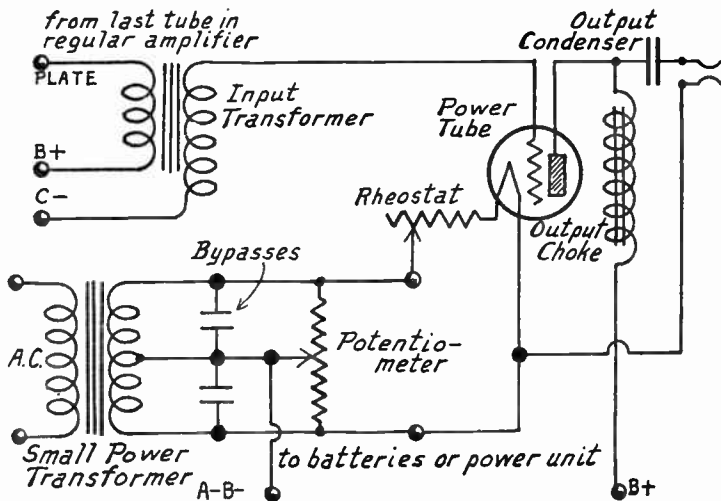 from last tube in
regular amplifier
PLATE
B+
C-
Input
Transformer
Output
Condenser
Power
Tube
Rheostat
Output
Choke
Bypasses
A.C.
Potentio-
meter
Small Power
Transformer
to batteries or power unit
A-B-
B+